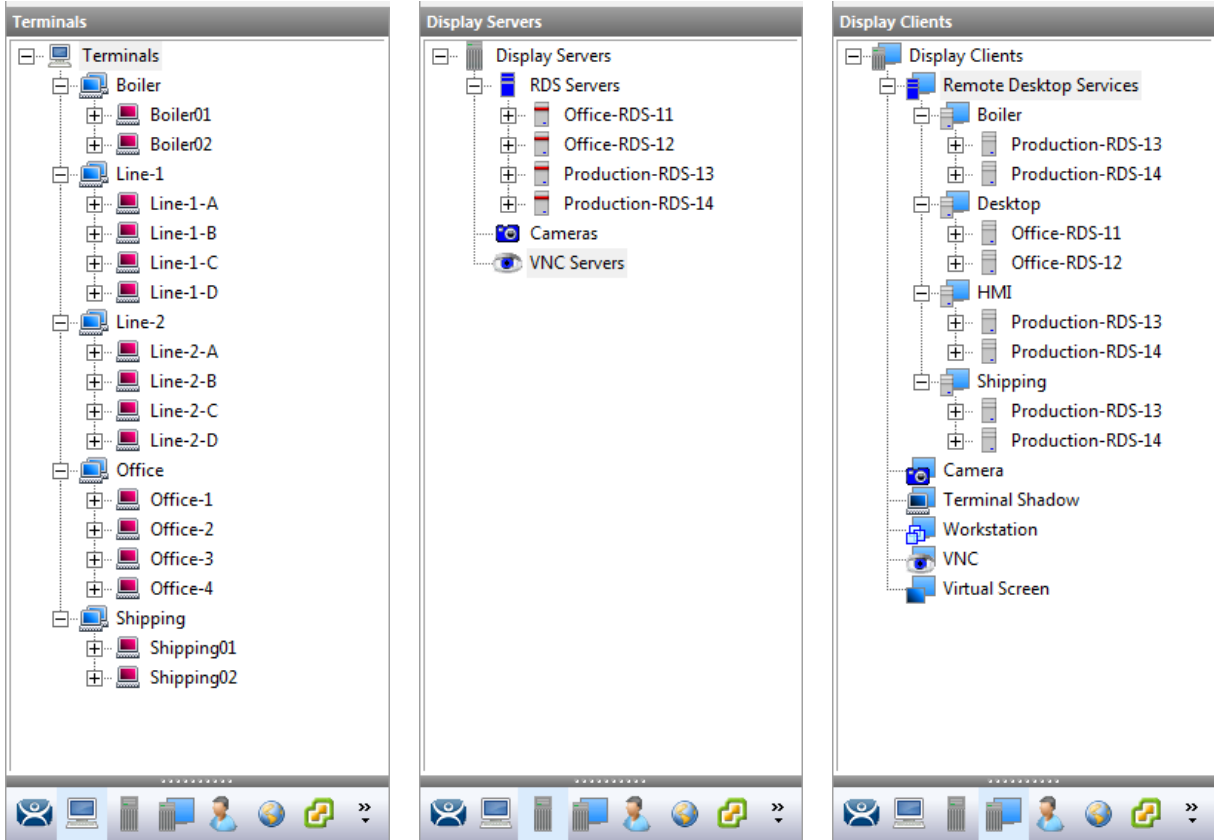 Terminals
Terminals
Boiler
Boiler01
Boiler02
Line-1
Line-1-A
Line-1-B
Line-1-C
Line-1-D
Line-2
Line-2-A
Line-2-B
Line-2-C
Line-2-D
Office
Office-1
Office-2
Office-3
Office-4
Shipping
Shipping01
Shipping02
Display Servers
Display Servers
RDS Servers
Office-RDS-11
Office-RDS-12
Production-RDS-13
Production-RDS-14
Cameras
VNC Servers
Display Clients
Display Clients
Remote Desktop Services
Boiler
Production-RDS-13
Production-RDS-14
Desktop
Office-RDS-11
Office-RDS-12
HMI
Production-RDS-13
Production-RDS-14
Shipping
Production-RDS-13
Production-RDS-14
Camera
Terminal Shadow
Workstation
VNC
Virtual Screen